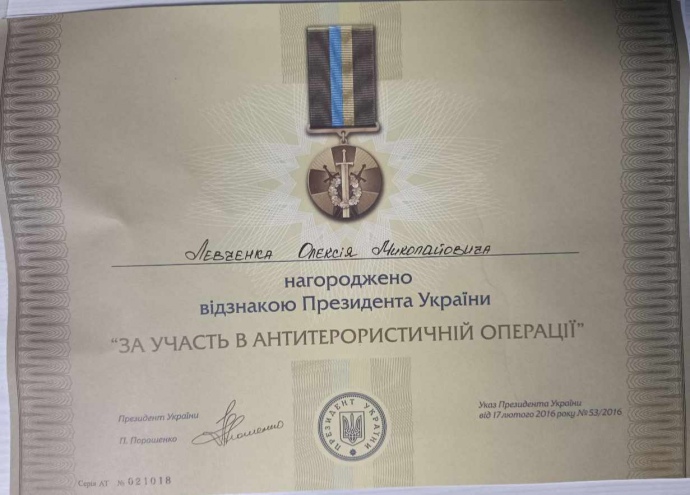 Левченка Олексія Миколайовича
нагороджено
відзнакою Президента України
"ЗА УЧАСТЬ В АНТИТЕРОРИСТИЧНІЙ ОПЕРАЦІЇ"
Президент України
П. Порошенко
ПРЕЗИДЕНТ УКРАЇНИ
Указ Президента України
від 17 лютого 2016 року № 53/2016
Серія АТ № 021018